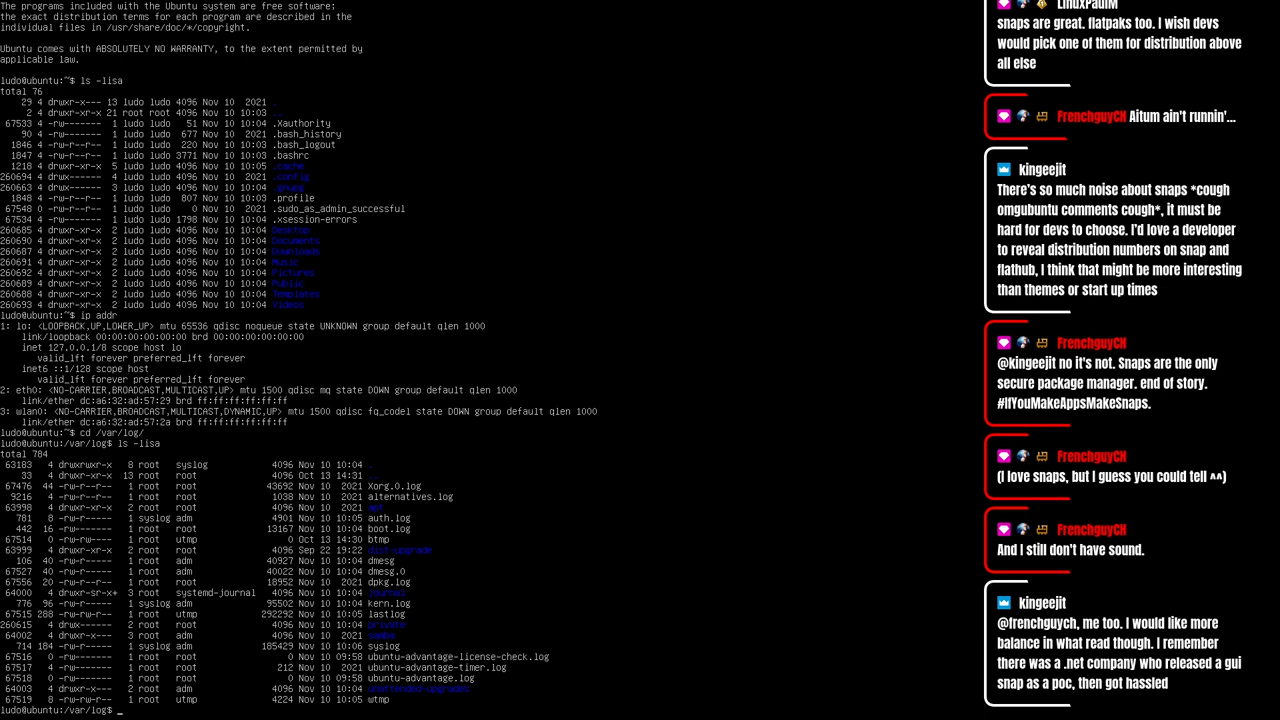 The programs included with the Ubuntu system are free software;
the exact distribution terms for each program are described in the
individual files in /usr/share/doc/*/copyright.
Ubuntu comes with ABSOLUTELY NO WARRANTY, to the extent permitted by
applicable law.
ludo@ubuntu:~$ ls -lisa
total 76
29 4 drwxr-x--- 13 ludo ludo 4096 Nov 10 2021 .
2 4 drwxr-xr-x 21 root root 4096 Nov 10 10:03 ..
67533 4 -rw------- 1 ludo ludo 51 Nov 10 10:04 .Xauthority
90 4 -rw------- 1 ludo ludo 677 Nov 10 2021 .bash_history
1846 4 -rw-r--r-- 1 ludo ludo 220 Nov 10 10:03 .bash_logout
1847 4 -rw-r--r-- 1 ludo ludo 3771 Nov 10 10:03 .bashrc
1218 4 drwxr-xr-x 5 ludo ludo 4096 Nov 10 10:05 .cache
260694 4 drwx------ 4 ludo ludo 4096 Nov 10 2021 .config
260663 4 drwx------ 3 ludo ludo 4096 Nov 10 10:04 .gnupg
1848 4 -rw-r--r-- 1 ludo ludo 807 Nov 10 10:03 .profile
67548 0 -rw-r--r-- 1 ludo ludo 0 Nov 10 2021 .sudo_as_admin_successful
67534 4 -rw-r--r-- 1 ludo ludo 1798 Nov 10 10:04 .xsession-errors
260685 4 drwxr-xr-x 2 ludo ludo 4096 Nov 10 10:04 Desktop
260690 4 drwxr-xr-x 2 ludo ludo 4096 Nov 10 10:04 Documents
260687 4 drwxr-xr-x 2 ludo ludo 4096 Nov 10 10:04 Downloads
260691 4 drwxr-xr-x 2 ludo ludo 4096 Nov 10 10:04 Music
260692 4 drwxr-xr-x 2 ludo ludo 4096 Nov 10 10:04 Pictures
260689 4 drwxr-xr-x 2 ludo ludo 4096 Nov 10 10:04 Public
260688 4 drwxr-xr-x 2 ludo ludo 4096 Nov 10 10:04 Templates
260693 4 drwxr-xr-x 2 ludo ludo 4096 Nov 10 10:04 Videos
ludo@ubuntu:~$ ip addr
1: lo: <LOOPBACK,UP,LOWER_UP> mtu 65536 qdisc noqueue state UNKNOWN group default qlen 1000
link/loopback 00:00:00:00:00:00 brd 00:00:00:00:00:00
inet 127.0.0.1/8 scope host lo
valid_lft forever preferred_lft forever
inet6 ::1/128 scope host
valid_lft forever preferred_lft forever
2: eth0: <NO-CARRIER,BROADCAST,MULTICAST,UP> mtu 1500 qdisc mq state DOWN group default qlen 1000
link/ether dc:a6:32:ad:57:29 brd ff:ff:ff:ff:ff:ff
3: wlan0: <NO-CARRIER,BROADCAST,MULTICAST,DYNAMIC,UP> mtu 1500 qdisc fq_codel state DOWN group default qlen 1000
link/ether dc:a6:32:ad:57:2a brd ff:ff:ff:ff:ff:ff
ludo@ubuntu:~$ cd /var/log/
ludo@ubuntu:/var/log$ ls -lisa
total 784
63183 4 drwxrwxr-x 8 root syslog 4096 Nov 10 10:04 .
33 4 drwxr-xr-x 13 root root 4096 Oct 13 14:31 ..
67476 44 -rw-r--r-- 1 root root 43692 Nov 10 2021 Xorg.0.log
9216 4 -rw-r--r-- 1 root root 1038 Nov 10 2021 alternatives.log
63998 4 drwxr-xr-x 2 root root 4096 Nov 10 2021 apt
781 8 -rw-r----- 1 syslog adm 4901 Nov 10 10:05 auth.log
442 16 -rw------- 1 root root 13167 Nov 10 10:04 boot.log
67514 0 -rw-rw---- 1 root utmp 0 Oct 13 14:30 btmp
63999 4 drwxr-xr-x 2 root root 4096 Sep 22 19:22 dist-upgrade
106 40 -rw-r----- 1 root adm 40927 Nov 10 10:04 dmesg
67527 40 -rw-r----- 1 root adm 40022 Nov 10 10:04 dmesg.0
67556 20 -rw-r--r-- 1 root root 18952 Nov 10 2021 dpkg.log
64000 4 drwxr-sr-x+ 3 root systemd-journal 4096 Nov 10 10:04 journal
776 96 -rw-r----- 1 syslog adm 95502 Nov 10 10:04 kern.log
67515 288 -rw-rw-r-- 1 root utmp 292292 Nov 10 10:05 lastlog
260615 4 drwx------ 2 root root 4096 Nov 10 10:04 private
64002 4 drwxr-x--- 3 root adm 4096 Nov 10 2021 samba
714 184 -rw-r----- 1 syslog adm 185429 Nov 10 10:06 syslog
67516 0 -rw------- 1 root root 0 Nov 10 09:58 ubuntu-advantage-license-check.log
67517 4 -rw------- 1 root root 212 Nov 10 2021 ubuntu-advantage-timer.log
67518 0 -rw------- 1 root root 0 Nov 10 09:58 ubuntu-advantage.log
64003 4 drwxr-x--- 2 root adm 4096 Nov 10 10:04 unattended-upgrades
67519 8 -rw-rw-r-- 1 root utmp 4224 Nov 10 10:05 wtmp
ludo@ubuntu:/var/log$ _
LinuxPaulM
snaps are great. flatpaks too. I wish devs
would pick one of them for distribution above
all else
FrenchguyCH Aitum ain't runnin'...
kingeejit
There's so much noise about snaps *cough
omgubuntu comments cough*, it must be
hard for devs to choose. I'd love a developer
to reveal distribution numbers on snap and
flathub, I think that might be more interesting
than themes or start up times
FrenchguyCH
@kingeejit no it's not. Snaps are the only
secure package manager. end of story.
#IfYouMakeAppsMakeSnaps.
FrenchguyCH
(I love snaps, but I guess you could tell ^^)
FrenchguyCH
And I still don't have sound.
kingeejit
@frenchguych, me too. I would like more
balance in what read though. I remember
there was a .net company who released a gui
snap as a poc, then got hassled